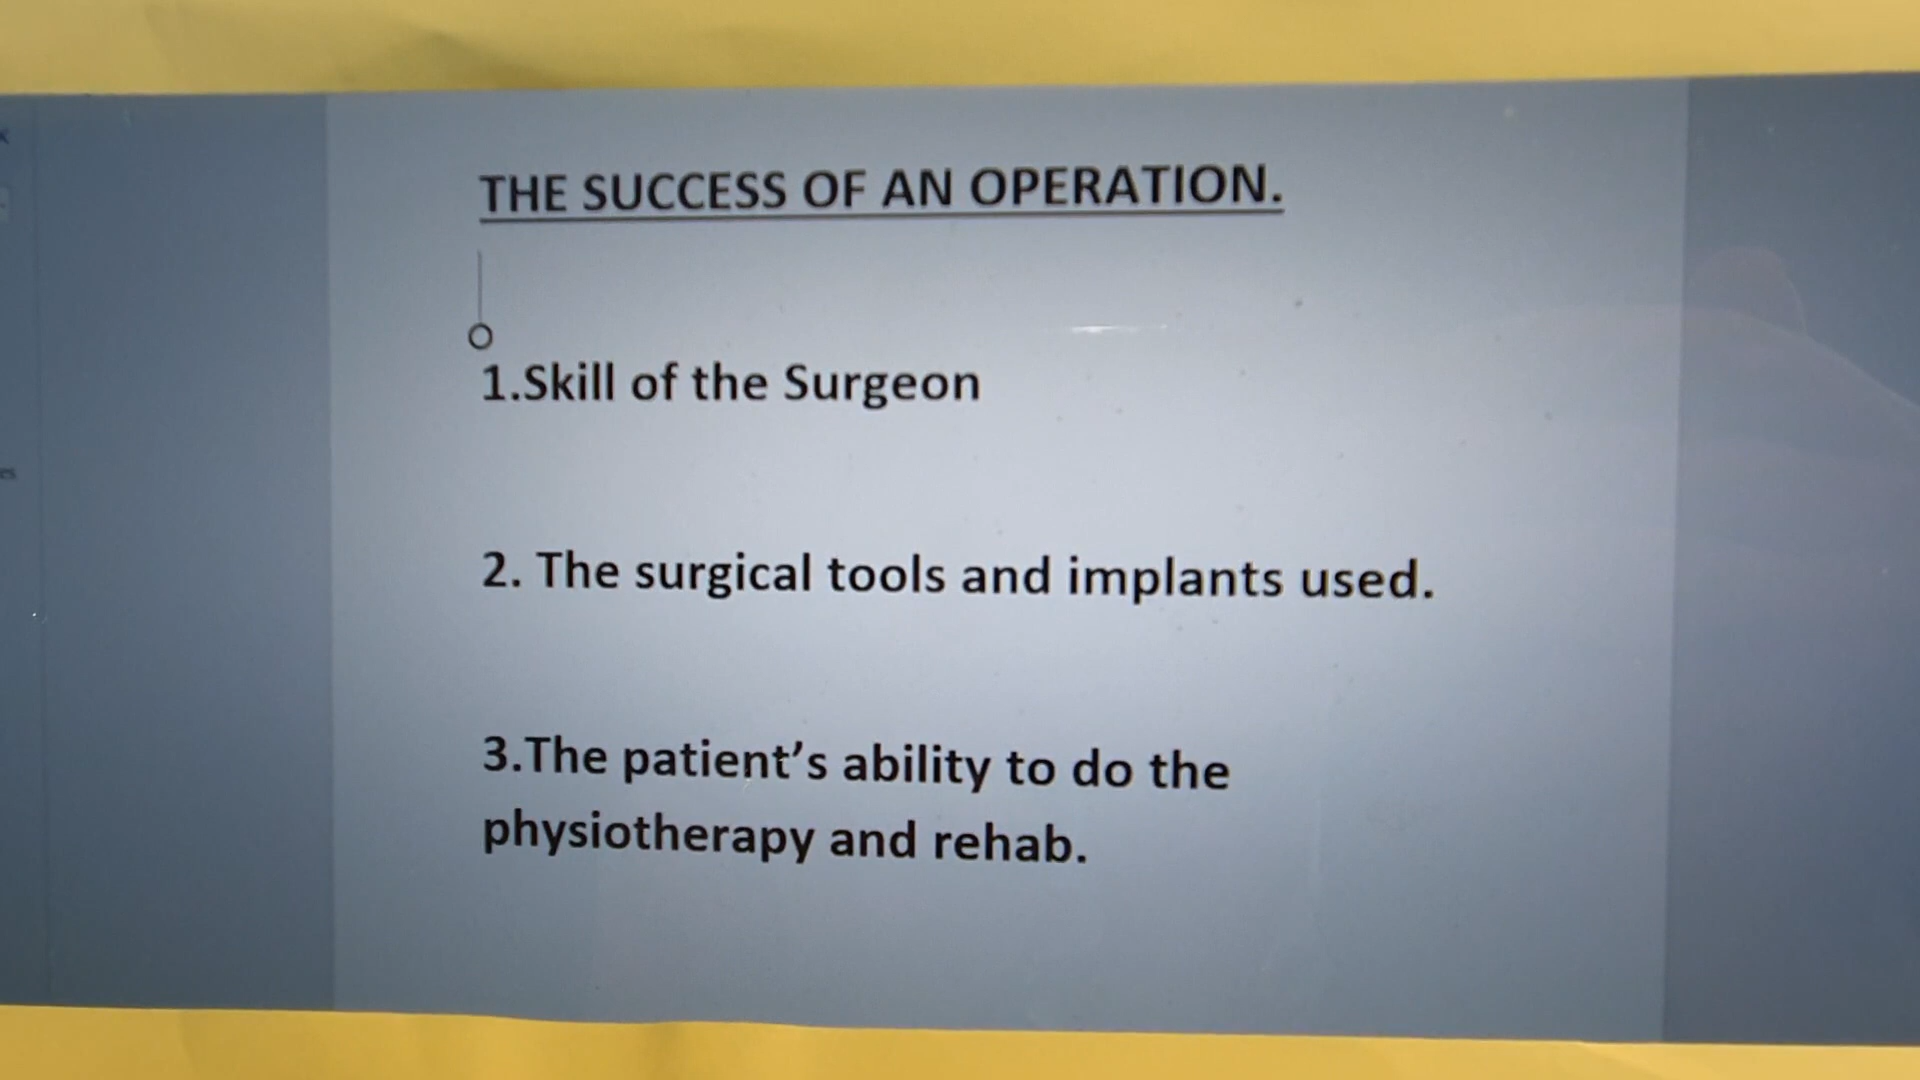 THE SUCCESS OF AN OPERATION.
1.Skill of the Surgeon
2. The surgical tools and implants used.
3.The patient’s ability to do the
physiotherapy and rehab.